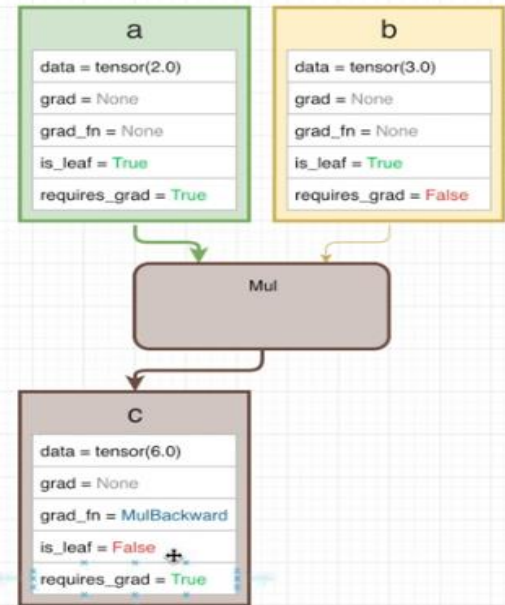 a
data = tensor(2.0)
grad = None
grad_fn = None
is_leaf = True
requires_grad = True
b
data = tensor(3.0)
grad = None
grad_fn = None
is_leaf = True
requires_grad = False
Mul
c
data = tensor(6.0)
grad = None
grad_fn = MulBackward
is_leaf = False
requires_grad = True